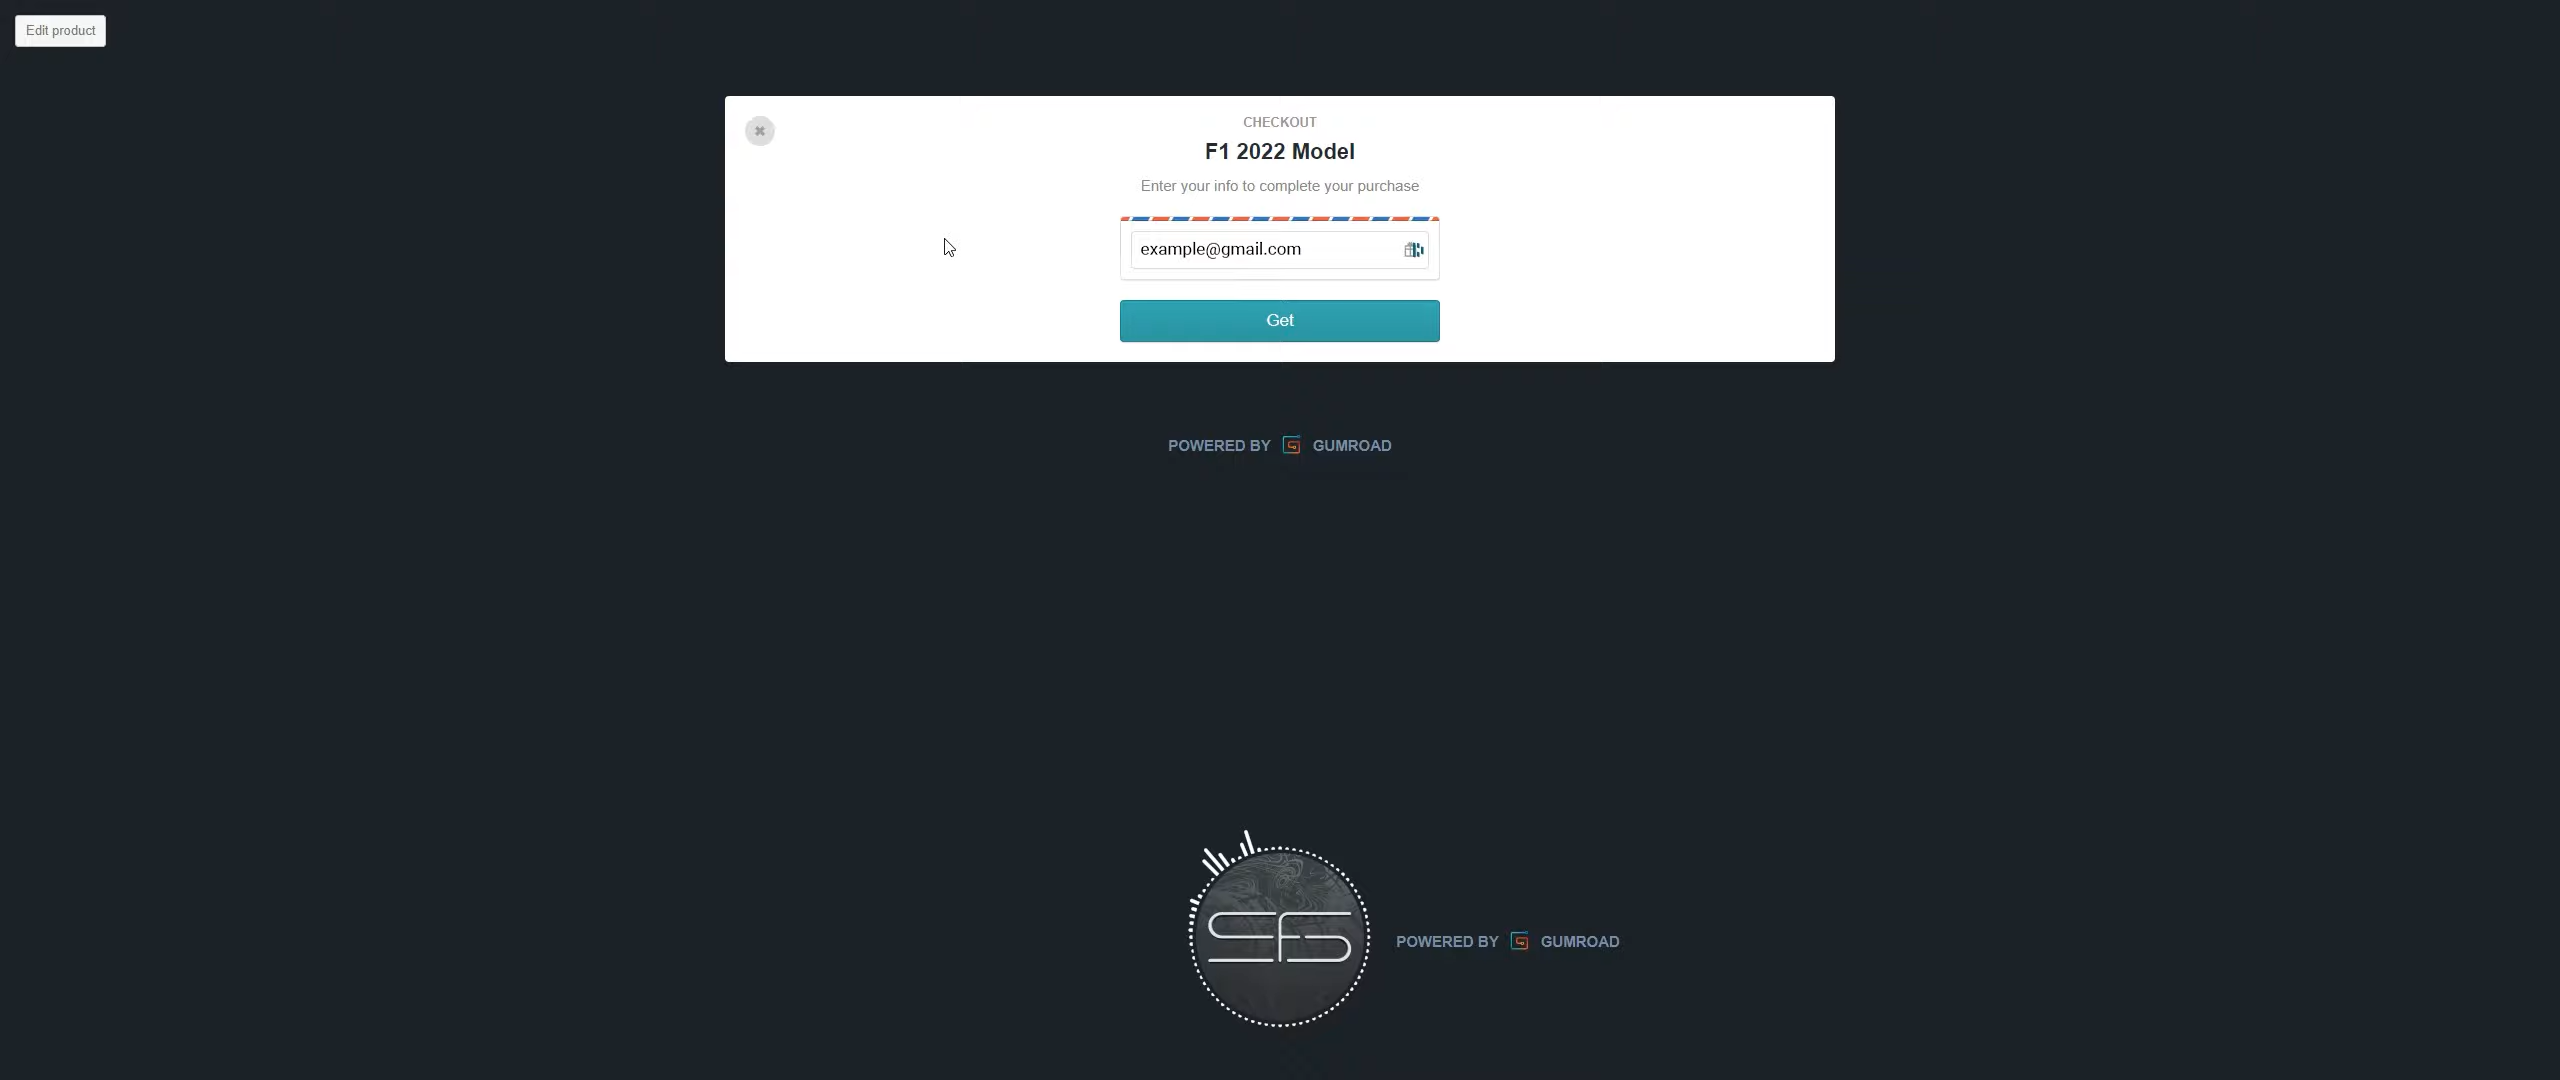 Edit product
CHECKOUT
F1 2022 Model
Enter your info to complete your purchase
example@gmail.com
Get
POWERED BY GUMROAD
SFS
POWERED BY GUMROAD